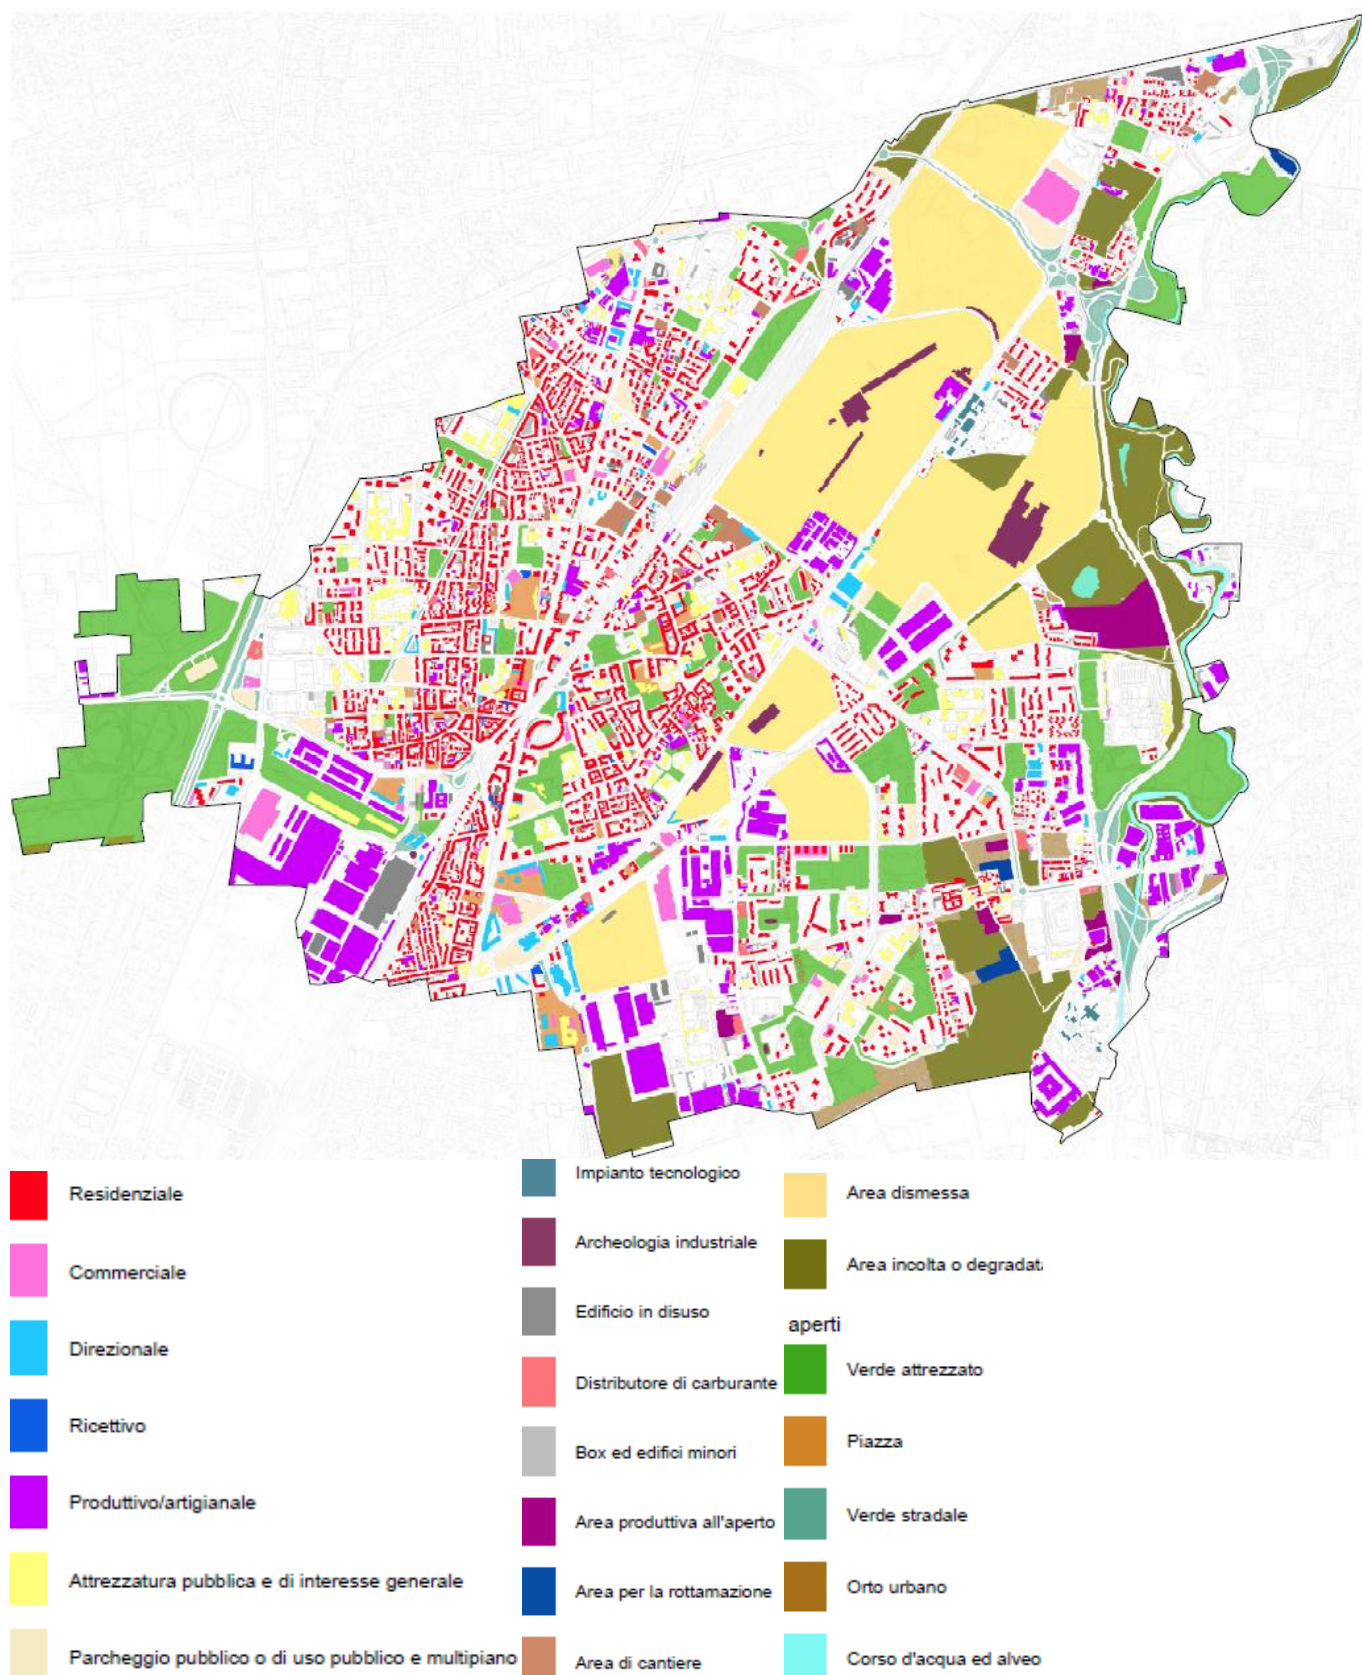 Residenziale
Commerciale
Direzionale
Ricettivo
Produttivo/artigianale
Attrezzatura pubblica e di interesse generale
Parcheggio pubblico o di uso pubblico e multipiano
Impianto tecnologico
Archeologia industriale
Edificio in disuso
Distributore di carburante
Box ed edifici minori
Area produttiva all'aperto
Area per la rottamazione
Area di cantiere
Area dismessa
Area incolta o degradat
aperti
Verde attrezzato
Piazza
Verde stradale
Orto urbano
Corso d'acqua ed alveo